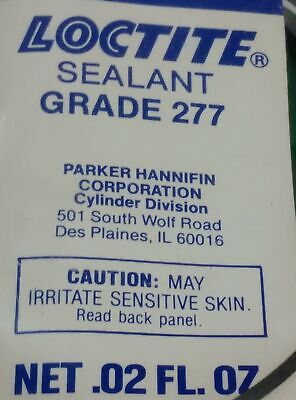 LOCTITE®
SEALANT
GRADE 277
PARKER HANNIFIN
CORPORATION
Cylinder Division
501 South Wolf Road
Des Plaines, IL 60016
CAUTION: MAY
IRRITATE SENSITIVE SKIN.
Read back panel.
NET .02 FL. OZ